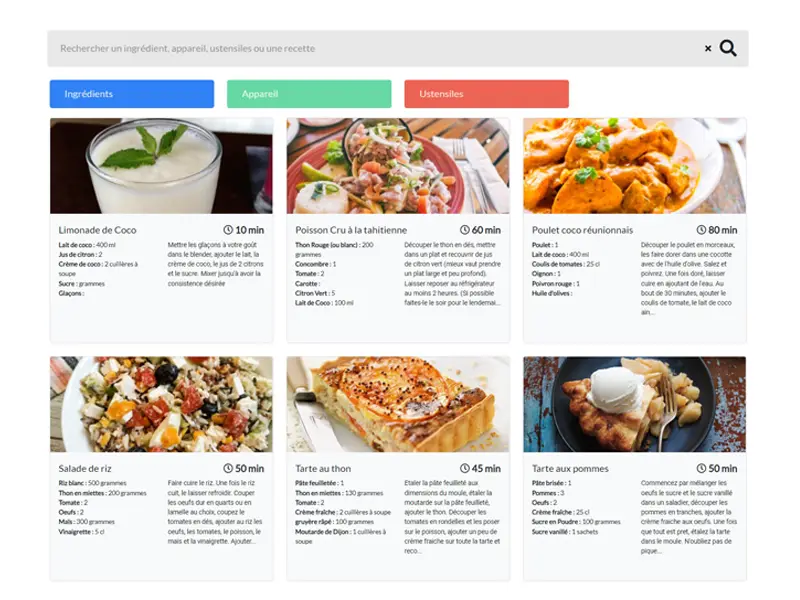 Rechercher un ingrédient, appareil, ustensiles ou une recette
Ingrédients
Appareil
Ustensiles
Limonade de Coco
10 min
Lait de coco : 400 ml
Jus de citron : 2
Crème de coco : 2 cuillères à
soupe
Sucre : grammes
Glaçons :
Mettre les glaçons à votre goût
dans le blender, ajouter le lait, la
crème de coco, le jus de 2 citrons
et le sucre. Mixer jusqu'à avoir la
consistence désirée
Poisson Cru à la tahitienne
60 min
Thon Rouge (ou blanc) : 200
grammes
Concombre : 1
Tomate : 2
Carotte :
Citron Vert : 5
Lait de Coco : 100 ml
Découper le thon en dés, mettre
dans un plat et recouvrir de jus
de citron vert (mieux vaut prendre
un plat large et peu profond).
Laisser reposer au réfrigérateur
au moins 2 heures. (Si possible
faites-le le soir pour le lendemai...
Poulet coco réunionnais
80 min
Poulet : 1
Lait de coco : 400 ml
Coulis de tomates : 25 cl
Oignon : 1
Poivron rouge : 1
Huile d'olives :
Découper le poulet en morceaux,
les faire dorer dans une cocotte
avec de l'huile d'olive. Salez et
poivrez. Une fois doré, laisser
cuire en ajoutant de l'eau. Au
bout de 30 minutes, ajouter le
coulis de tomate, le lait de coco
ain...
Salade de riz
50 min
Riz blanc : 500 grammes
Thon en miettes : 200 grammes
Tomate : 2
Oeufs : 2
Maïs : 300 grammes
Vinaigrette : 5 cl
Faire cuire le riz. Une fois le riz
cuit, le laisser refroidir. Couper
les oeufs dur en quarts ou en
lamelle au choix, coupez le
tomates en dés, ajouter au riz les
oeufs, les tomates, le poisson, le
maïs et la vinaigrette. Ajouter...
Tarte au thon
45 min
Pâte feuilletée : 1
Thon en miettes : 130 grammes
Tomate : 2
Crème fraîche : 2 cuillères à soupe
gruyère râpé : 100 grammes
Moutarde de Dijon : 1 cuillères à
soupe
Etaler la pâte feuilleté aux
dimensions du moule, étaler la
moutarde sur la pâte feuilleté,
ajouter le thon. Découper les
tomates en rondelles et les poser
sur le poisson, ajouter un peu de
crème fraiche sur toute la tarte et
reco...
Tarte aux pommes
50 min
Pâte brisée : 1
Pommes : 3
Oeufs : 2
Crème fraîche : 25 cl
Sucre en Poudre : 100 grammes
Sucre vanillé : 1 sachets
Commencez par mélanger les
oeufs le sucre et le sucre vanillé
dans un saladier, découper les
pommes en tranches, ajouter la
crème fraiche aux oeufs. Une fois
que tout est pret, étalez la tarte
dans le moule. N'oubliez pas de
pique...